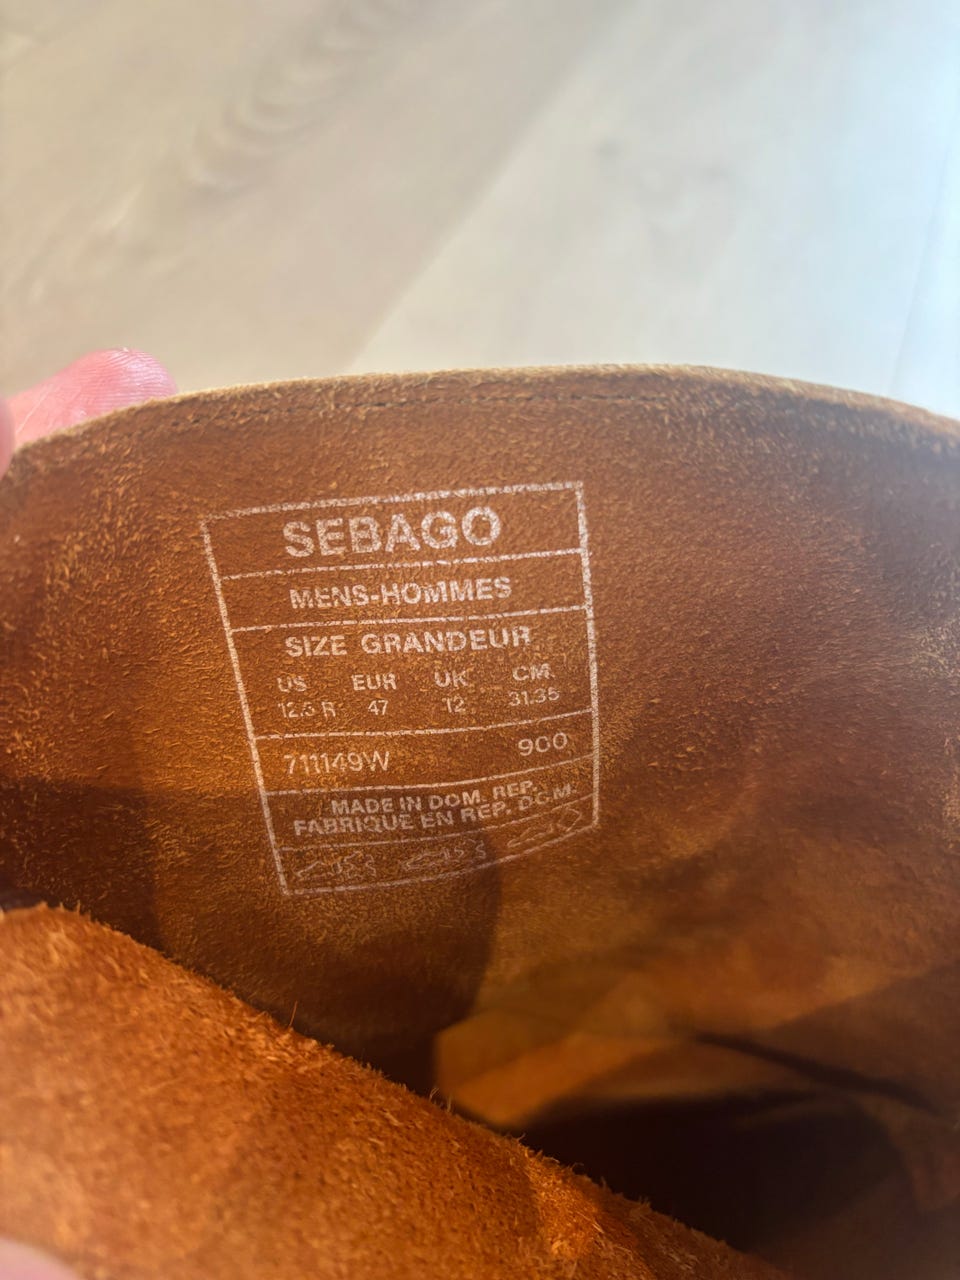 SEBAGO
MENS-HOMMES
SIZE GRANDEUR
US EUR UK CM.
12.5 R 47 12 31.35
711149W 900
MADE IN DOM. REP.
FABRIQUE EN REP. DOM.